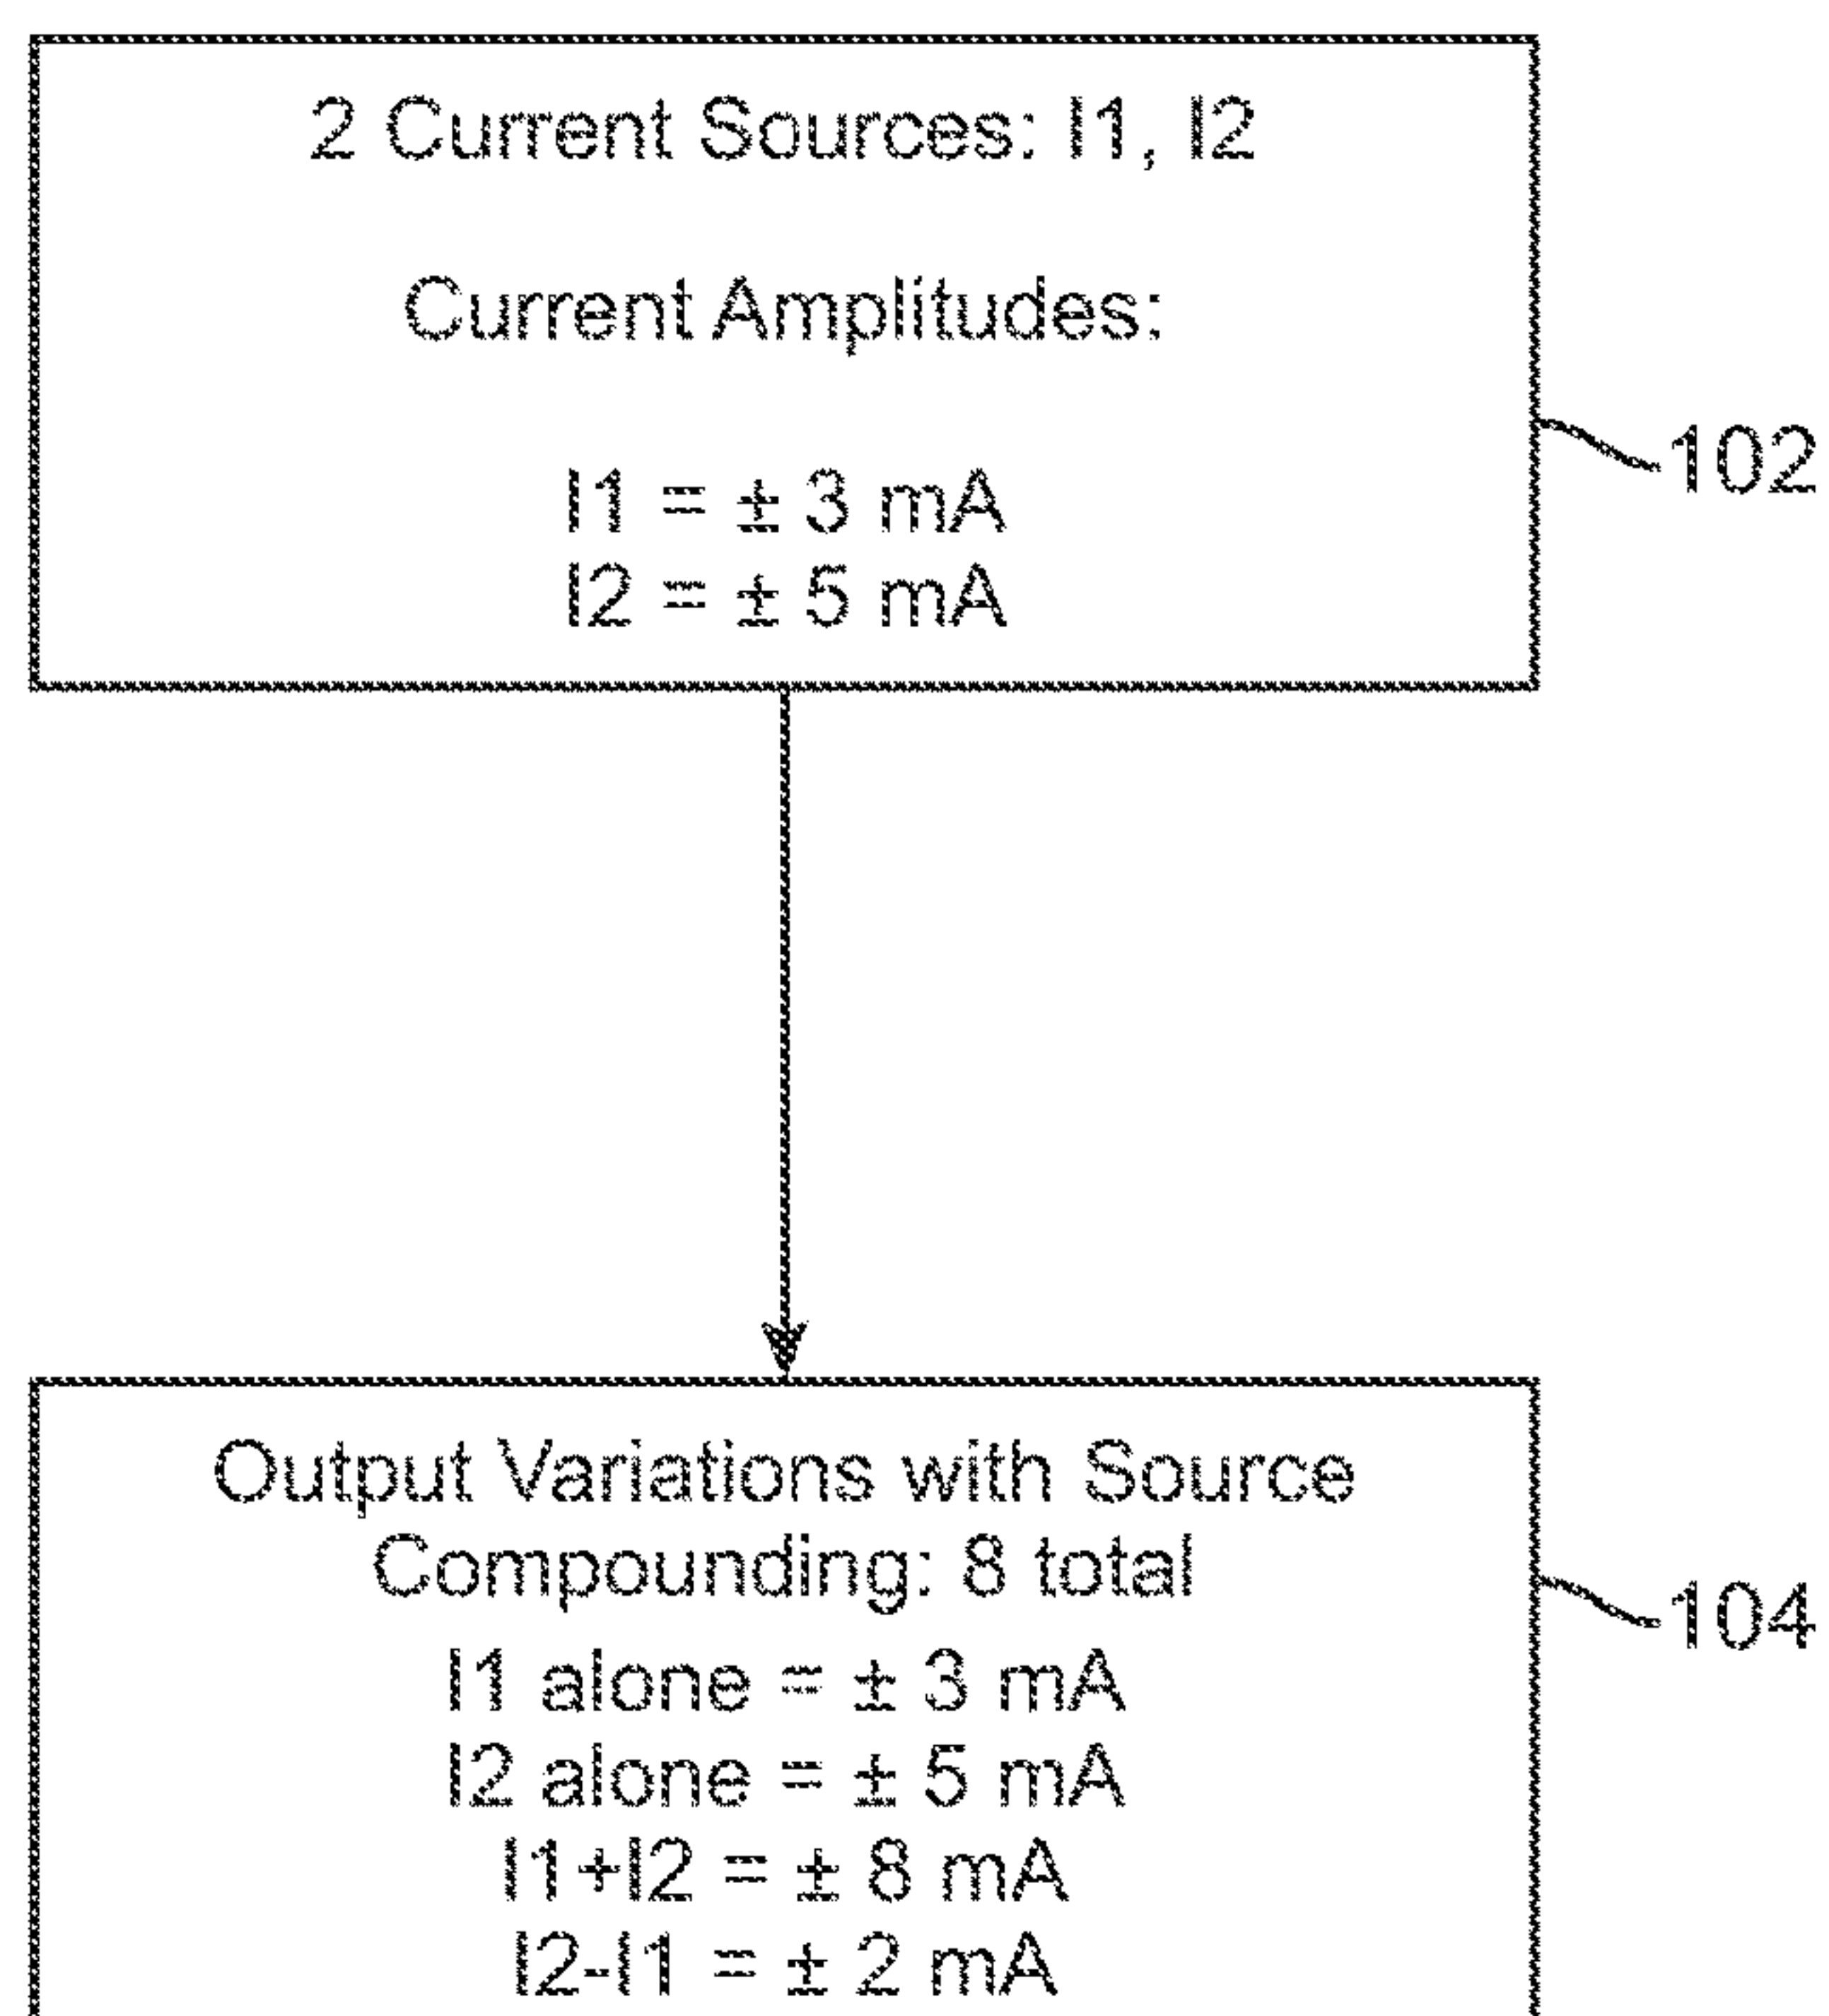 2 Current Sources: I1, I2
Current Amplitudes:
I1 = ± 3 mA
I2 = ± 5 mA
102
Output Variations with Source
Compounding: 8 total
I1 alone = ± 3 mA
I2 alone = ± 5 mA
I1+I2 = ± 8 mA
I2-I1 = ± 2 mA
104